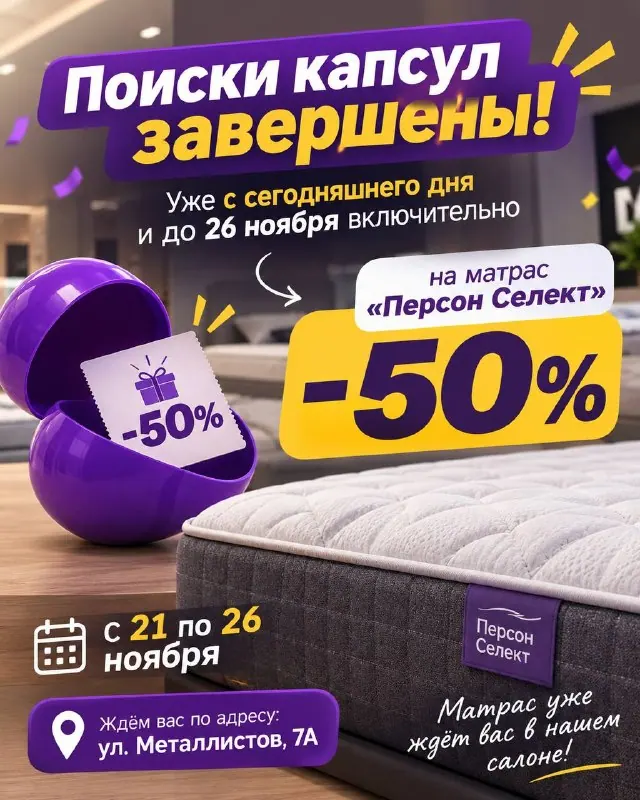 Поиски капсул
завершены!
Уже с сегодняшнего дня
и до 26 ноября включительно
на матрас
«Персон Селект»
-50%
-50%
Персон
Селект
С 21 по 26
ноября
Ждём вас по адресу:
ул. Металлистов, 7А
Матрас уже
ждёт вас в нашем
салоне!